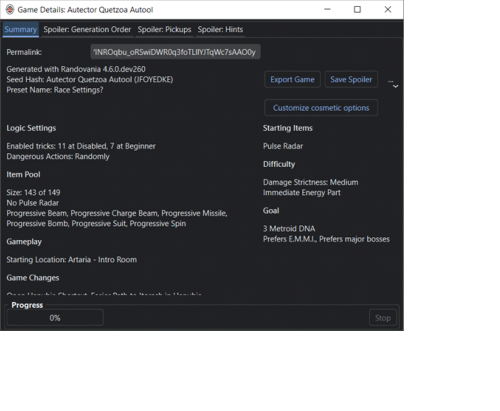 Game Details: Autector Quetzoa Autool
Summary
Spoiler: Generation Order
Spoiler: Pickups
Spoiler: Hints
Permalink:
Generated with Randovania 4.6.0.dev260
Seed Hash: Autector Quetzoa Autool (JFOYEDKE)
Preset Name: Race Settings?
Export Game
Save Spoiler
...
Customize cosmetic options
Logic Settings
Enabled tricks: 11 at Disabled, 7 at Beginner
Dangerous Actions: Randomly
Item Pool
Size: 143 of 149
No Pulse Radar
Progressive Beam, Progressive Charge Beam, Progressive Missile,
Progressive Bomb, Progressive Suit, Progressive Spin
Gameplay
Starting Location: Artaria - Intro Room
Game Changes
Starting Items
Pulse Radar
Difficulty
Damage Strictness: Medium
Immediate Energy Part
Goal
3 Metroid DNA
Prefers E.M.M.I., Prefers major bosses
Progress
0%
Stop